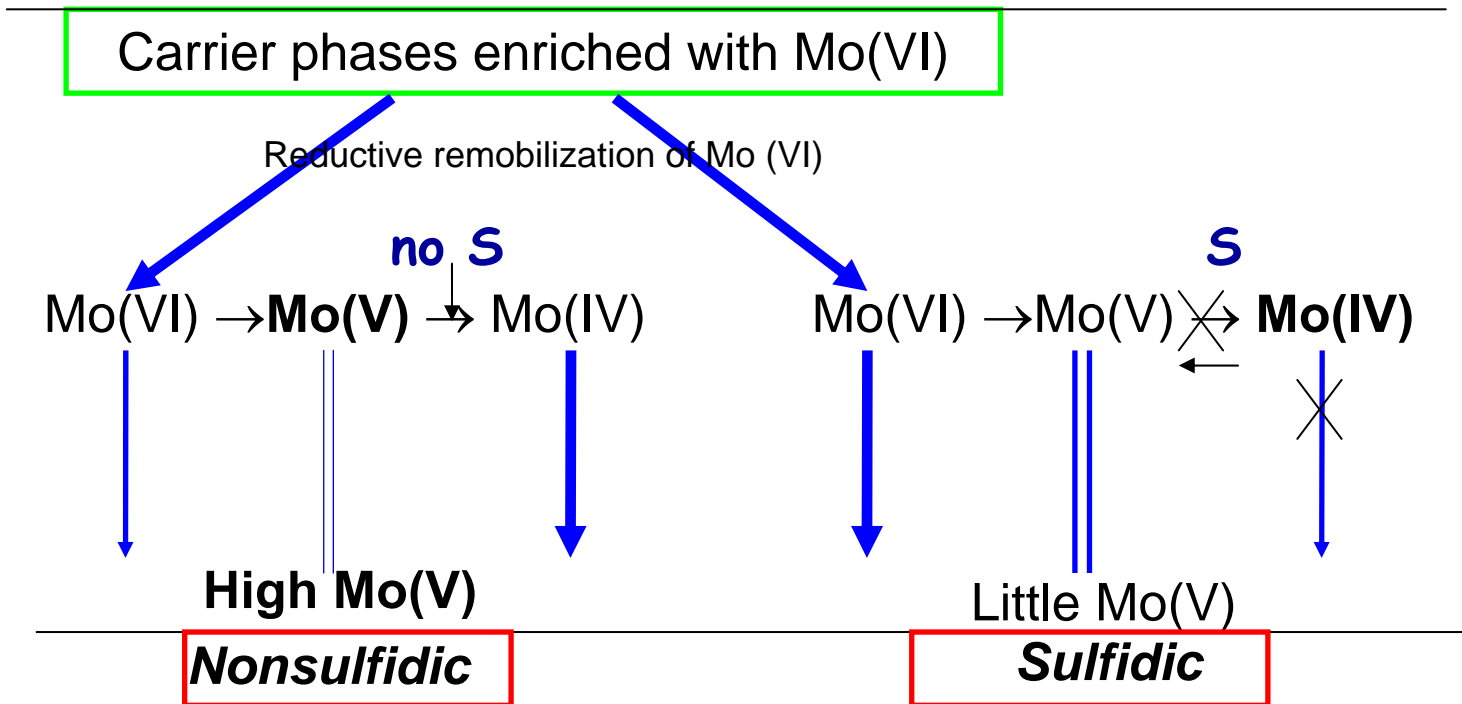 Carrier phases enriched with Mo(VI)
Reductive remobilization of Mo (VI)
no S
S
Mo(VI) →Mo(V) → Mo(IV)
Mo(VI) →Mo(V) → Mo(IV)
High Mo(V)
Little Mo(V)
Nonsulfidic
Sulfidic